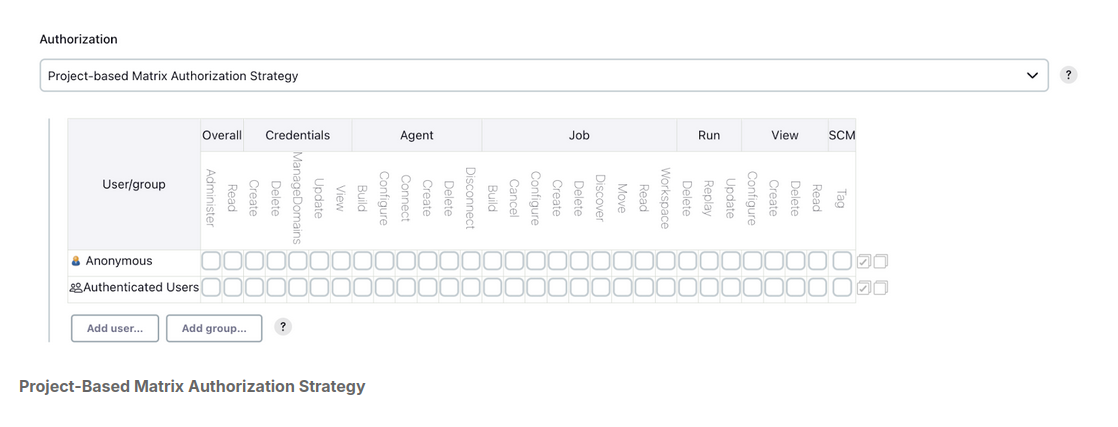 Authorization
Project-based Matrix Authorization Strategy
?
User/group Overall Credentials Agent Job Run View SCM
Administer Read Create Delete ManageDomains Update View Build Configure Connect Create Delete Disconnect Build Cancel Configure Create Delete Discover Move Read Workspace Delete Replay Update Configure Create Delete Read Tag
Anonymous
Authenticated Users
Add user... Add group... ?
Project-Based Matrix Authorization Strategy